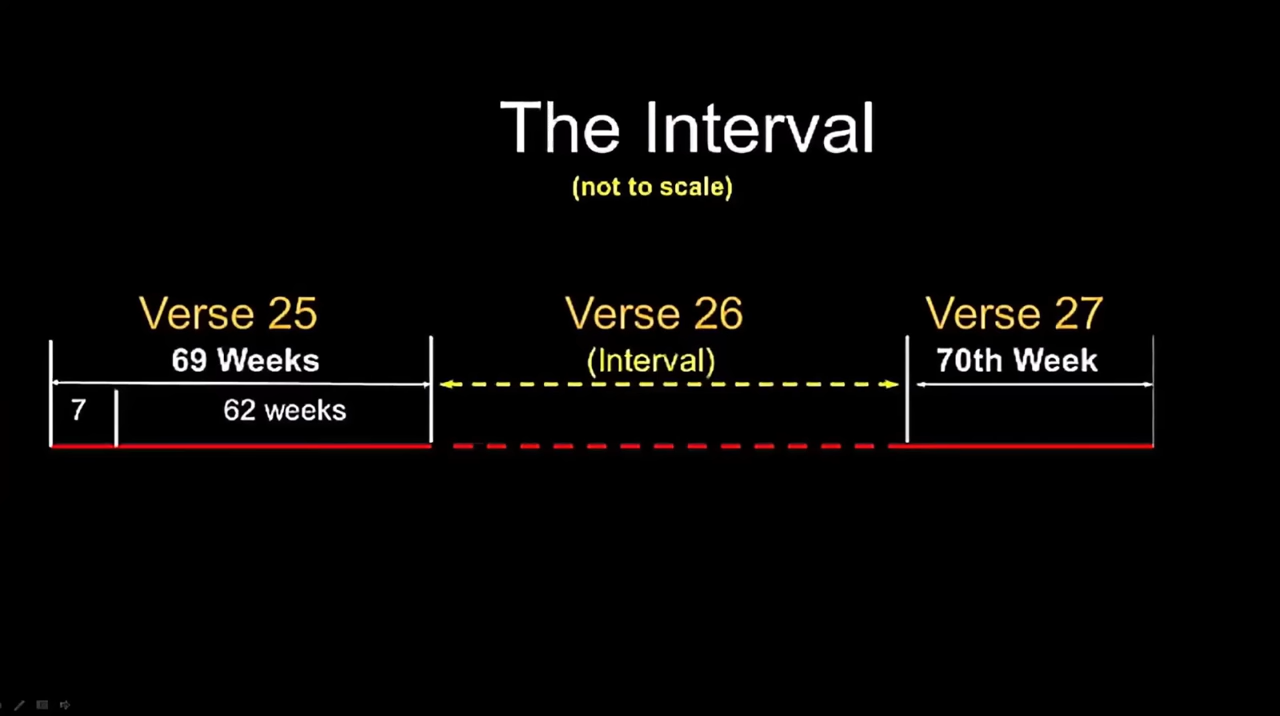 The Interval
(not to scale)
Verse 25
69 Weeks
7
62 weeks
Verse 26
(Interval)
Verse 27
70th Week